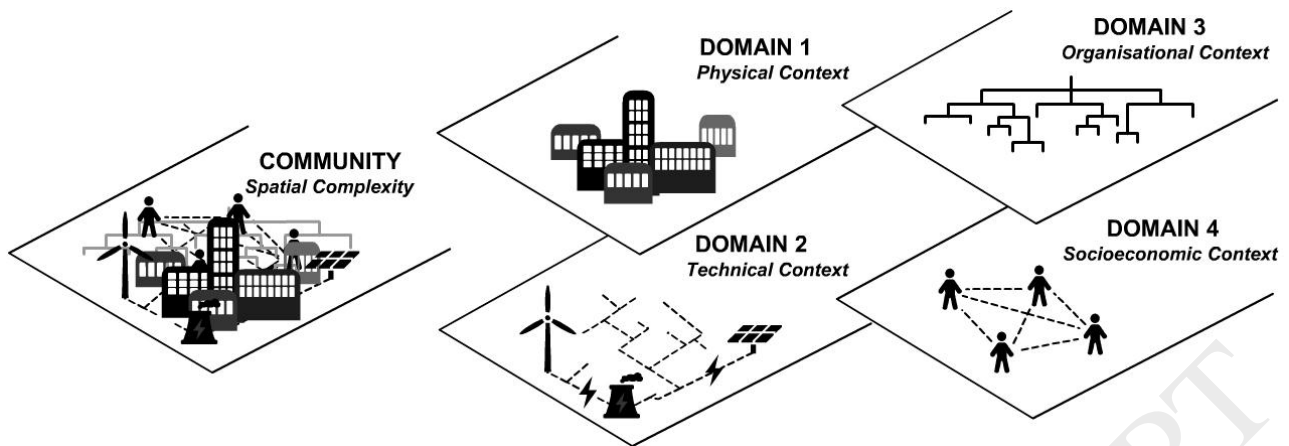 COMMUNITY
Spatial Complexity
DOMAIN 1
Physical Context
DOMAIN 2
Technical Context
DOMAIN 3
Organisational Context
DOMAIN 4
Socioeconomic Context
PT